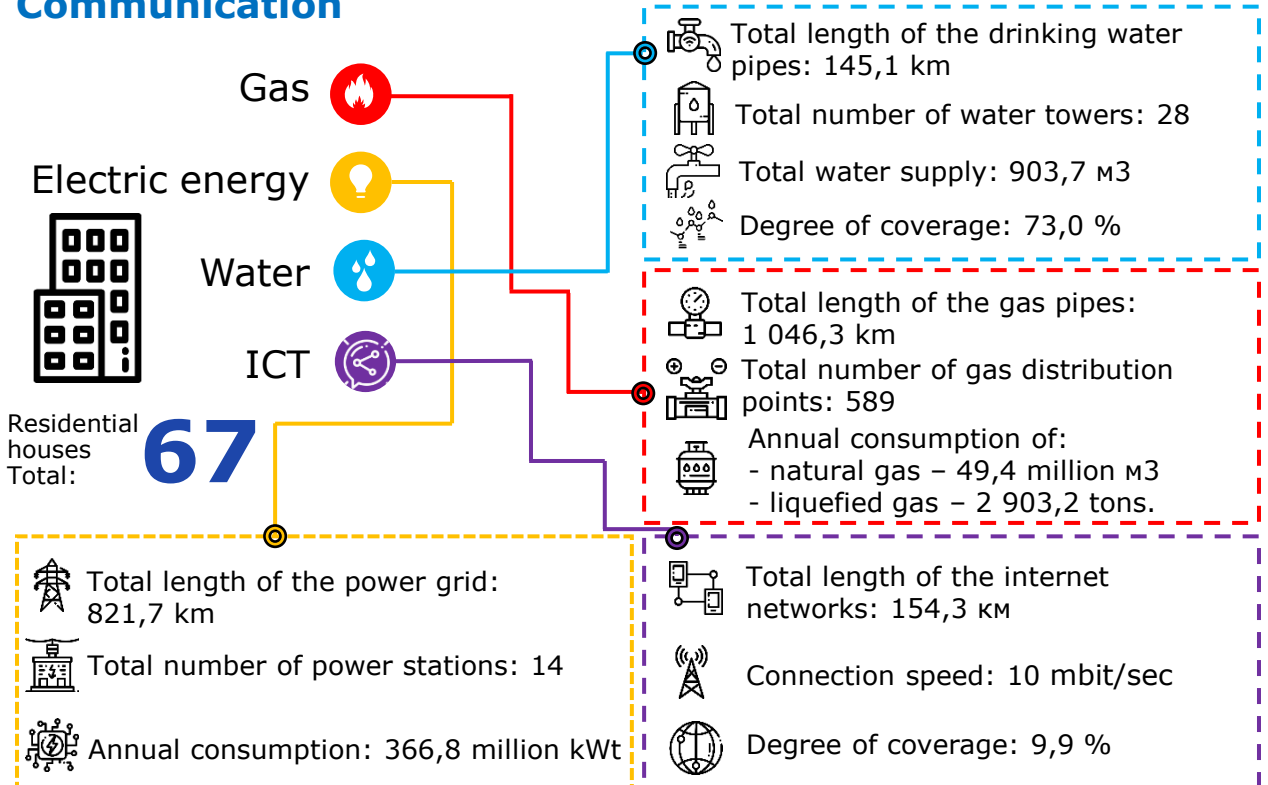 Communication
Gas
Electric energy
Water
ICT
Residential
houses
Total:
67
Total length of the drinking water
pipes: 145,1 km
Total number of water towers: 28
Total water supply: 903,7 м3
Degree of coverage: 73,0 %
Total length of the gas pipes:
1 046,3 km
Total number of gas distribution
points: 589
Annual consumption of:
- natural gas – 49,4 million м3
- liquefied gas – 2 903,2 tons.
Total length of the power grid:
821,7 km
Total number of power stations: 14
Annual consumption: 366,8 million kWt
Total length of the internet
networks: 154,3 км
Connection speed: 10 mbit/sec
Degree of coverage: 9,9 %